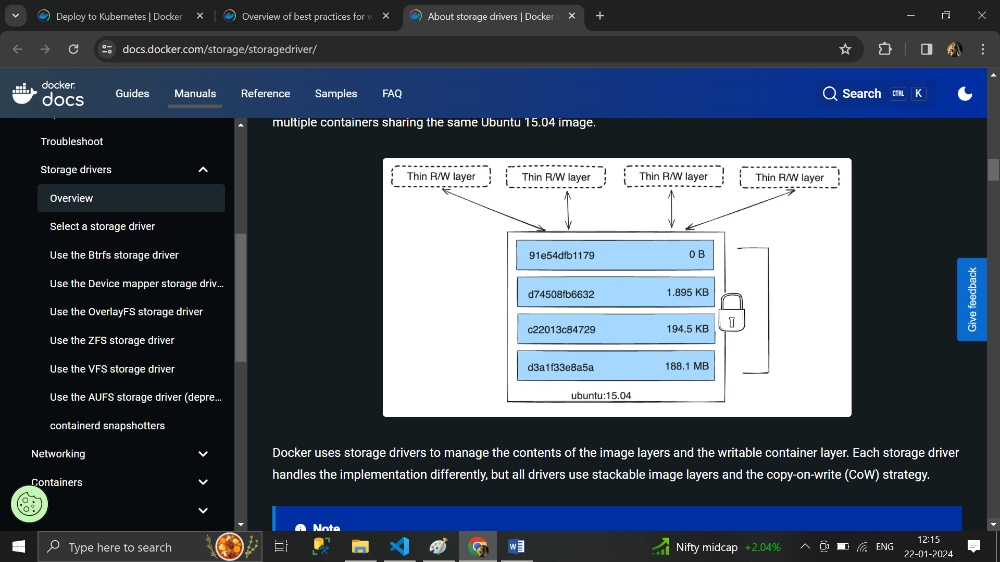 Deploy to Kubernetes | Docker
Overview of best practices for w
About storage drivers | Docker
docs.docker.com/storage/storagedriver/
docker
docs
Guides
Manuals
Reference
Samples
FAQ
Search CTRL K
Troubleshoot
Storage drivers
Overview
Select a storage driver
Use the Btrfs storage driver
Use the Device mapper storage driv...
Use the OverlayFS storage driver
Use the ZFS storage driver
Use the VFS storage driver
Use the AUFS storage driver (depre...
containerd snapshotters
Networking
Containers
multiple containers sharing the same Ubuntu 15.04 image.
Thin R/W layer
Thin R/W layer
Thin R/W layer
Thin R/W layer
91e54dfb1179 0 B
d74508fb6632 1.895 KB
c22013c84729 194.5 KB
d3a1f33e8a5a 188.1 MB
ubuntu:15.04
Docker uses storage drivers to manage the contents of the image layers and the writable container layer. Each storage driver
handles the implementation differently, but all drivers use stackable image layers and the copy-on-write (CoW) strategy.
Note
Give feedback
Type here to search
Nifty midcap +2.04%
ENG
12:15
22-01-2024